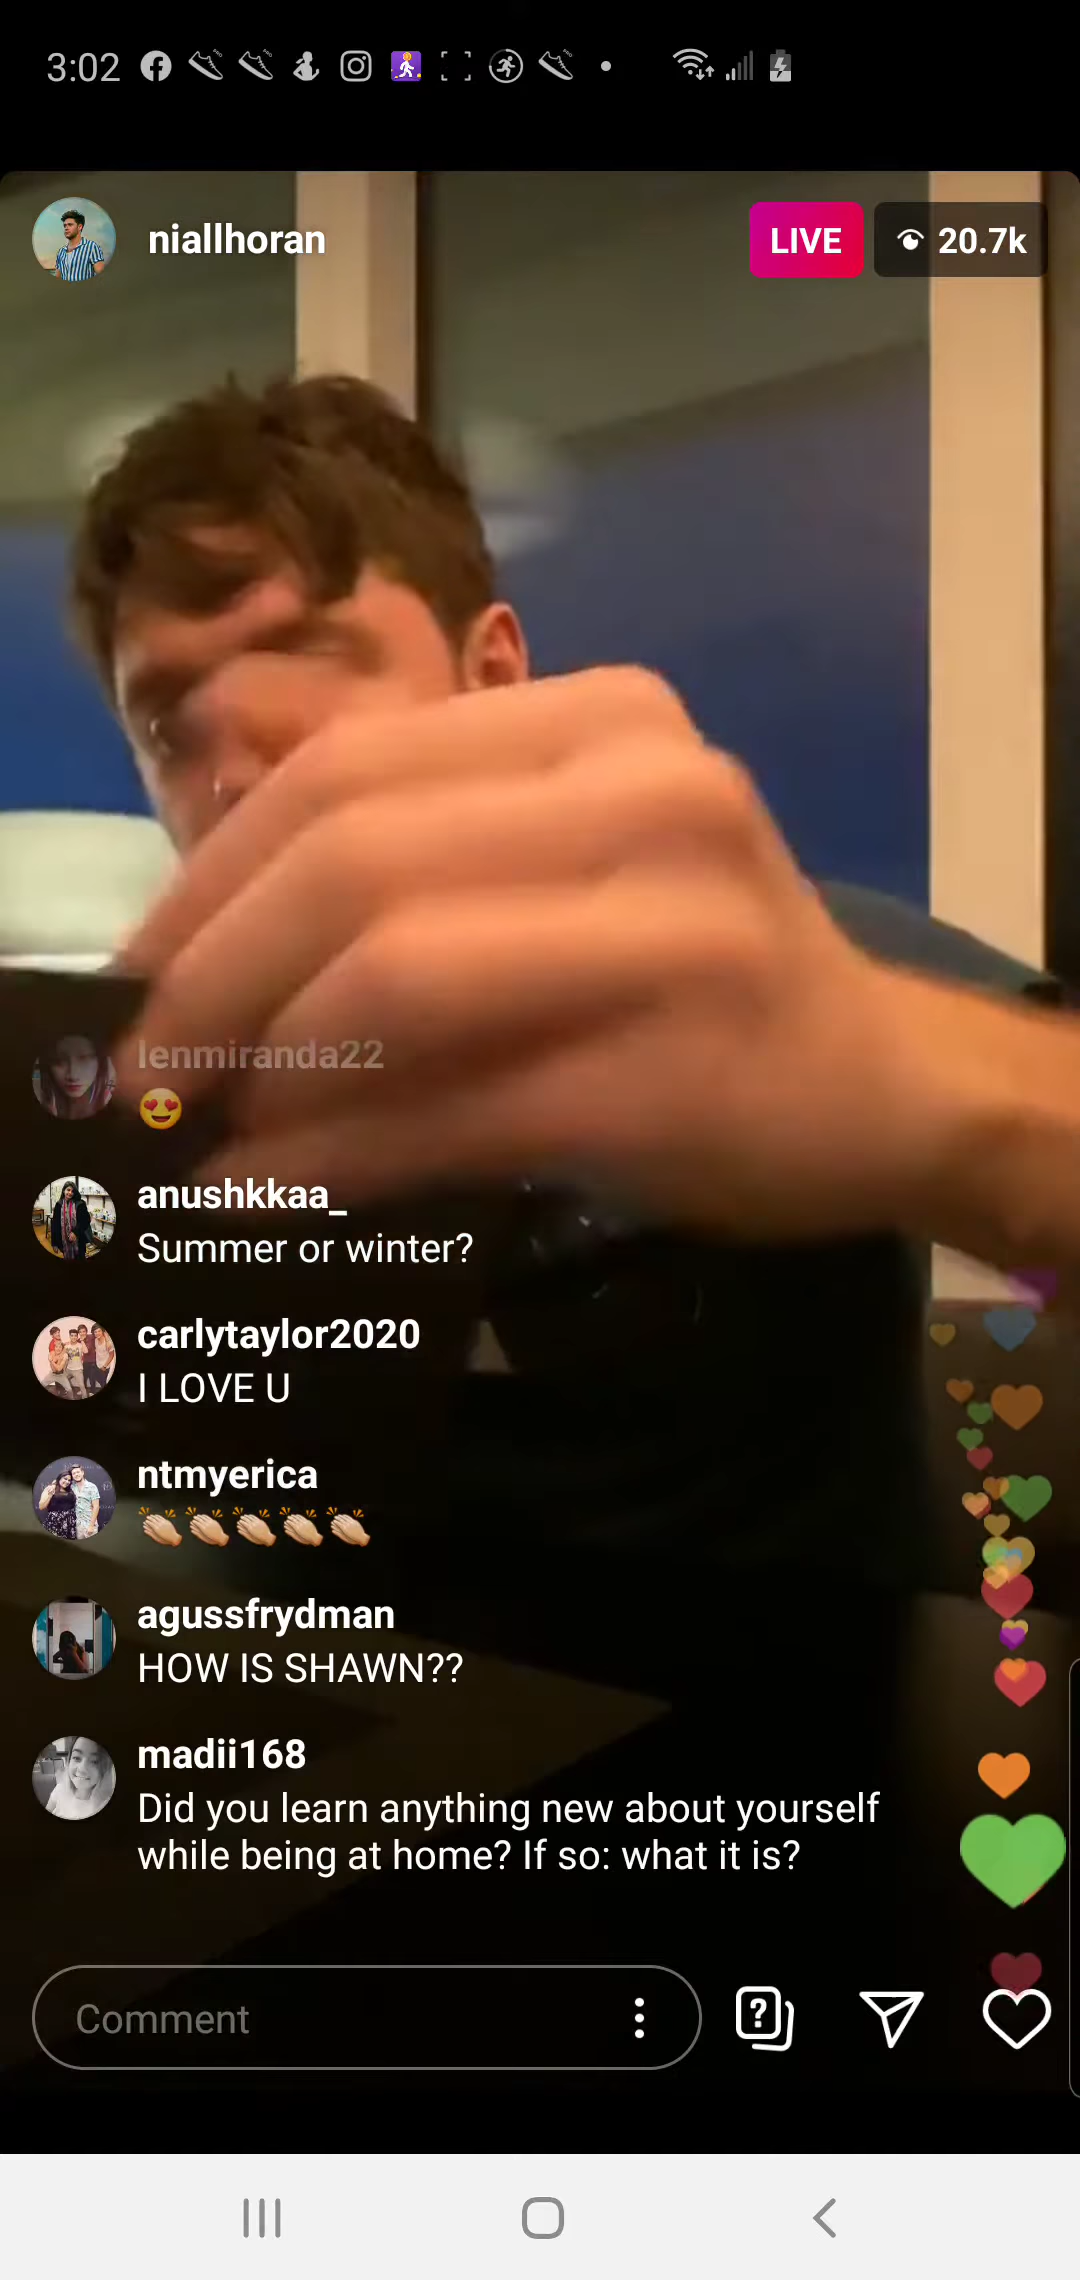 3:02
niallhoran
LIVE
20.7k
lenmiranda22
😍
anushkkaa_
Summer or winter?
carlytaylor2020
I LOVE U
ntmyerica
👏🏻👏🏻👏🏻👏🏻👏🏻
agussfrydman
HOW IS SHAWN??
madii168
Did you learn anything new about yourself
while being at home? If so: what it is?
Comment